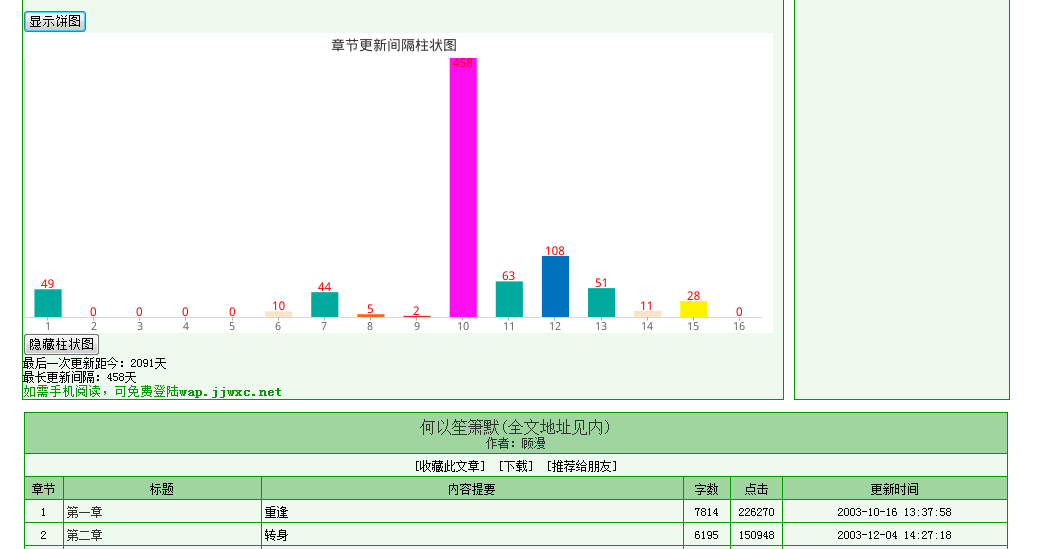 显示饼图
章节更新间隔柱状图
49 0 0 0 0 10 44 5 2 458 63 108 51 11 28 0
1 2 3 4 5 6 7 8 9 10 11 12 13 14 15 16
隐藏柱状图
最后一次更新距今: 2091天
最长更新间隔: 458天
如需手机阅读，可免费登陆wap.jjwxc.net
何以笙箫默(全文地址见内)
作者: 顾漫
[收藏此文章] [下载] [推荐给朋友]
章节 标题 内容提要 字数 点击 更新时间
1 第一章 重逢 7814 226270 2003-10-16 13:37:58
2 第二章 转身 6195 150948 2003-12-04 14:27:18